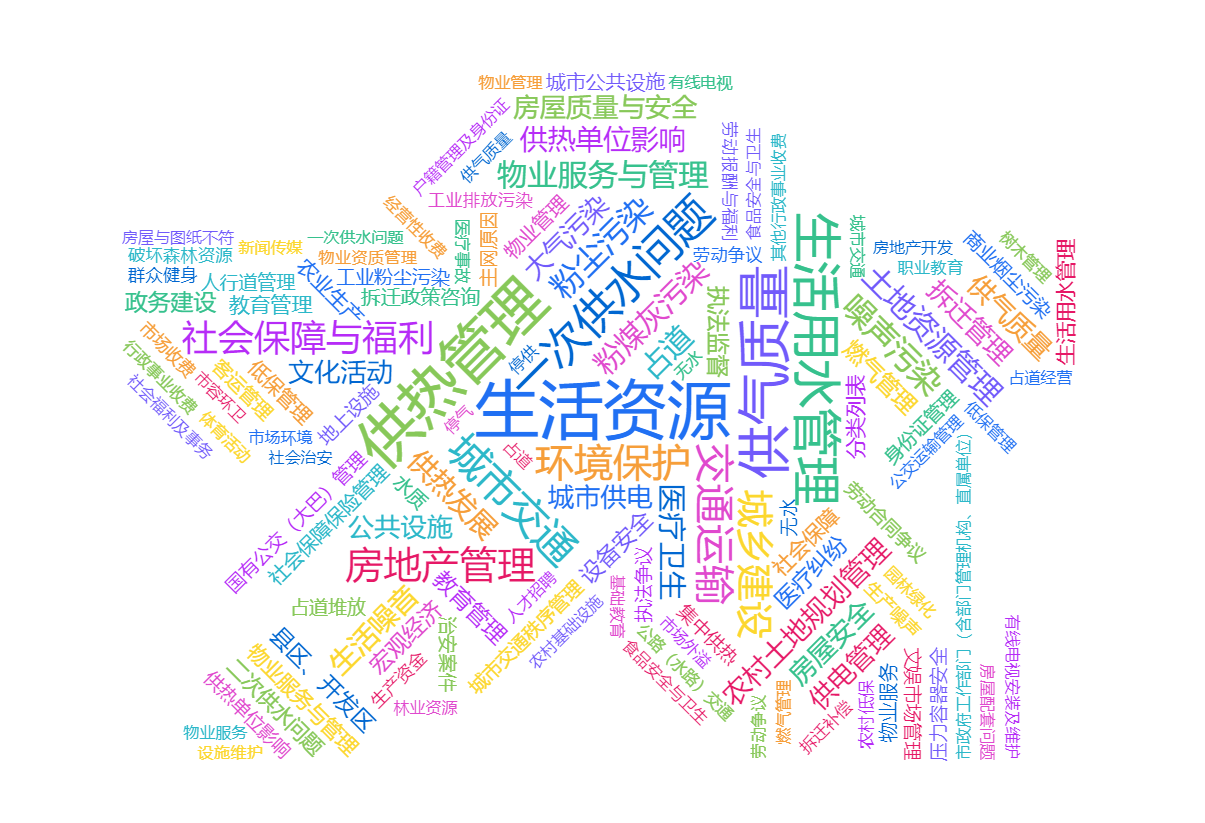 物业管理
城市公共设施
有线电视
房屋质量与安全
户籍管理及身份证
供气质量
供热单位影响
物业服务与管理
劳动报酬与福利
食品安全与卫生
其他行政事业收费
工业排放污染
经营性收费
医疗事故
主网原因
物业管理
大气污染
粉尘污染
一次供水问题
劳动争议
生活用水管理
城市交通
房地产开发
职业教育
商业烟尘污染
树木管理
生活用水管理
房屋与图纸不符
破坏森林资源
新闻传媒
一次供水问题
物业资质管理
群众健身
人行道管理
农业生产
工业粉尘污染
政务建设
教育管理
拆迁政策咨询
社会保障与福利
供热管理
粉煤灰污染
执法监督
供气质量
噪声污染
土地资源管理
拆迁管理
供气质量
市场收费
行政事业收费
社会福利及事务
市容环卫
客运管理
体育活动
低保管理
文化活动
停供
占道
无水
燃气管理
占道经营
市场环境
社会治安
地上设施
停气
生活资源
分类列表
身份证管理
公交运输管理
低保管理
国有公交（大巴）管理
社会保障保险管理
水质
供热发展
城市交通
占道
环境保护
交通运输
公共设施
城市供电
医疗卫生
城乡建设
无水
社会保障
劳动合同争议
市政府工作部门（含部门管理机构、直属单位）
房地产管理
教育管理
人才招聘
设备安全
医疗纠纷
占道堆放
生活噪音
宏观经济
治安案件
城市交通秩序管理
农村基础设施
基础教育
执法争议
集中供热
市场外溢
公路（水路）交通
食品安全与卫生
农村土地规划管理
房屋安全
供电管理
园林绿化
生产噪声
县区、开发区
物业服务与管理
二次供水问题
供热单位影响
生产资金
林业资源
物业服务
设施维护
劳动争议
燃气管理
拆迁补偿
农村低保
物业服务
文娱市场管理
压力容器安全
房屋配套问题
有线电视安装及维护